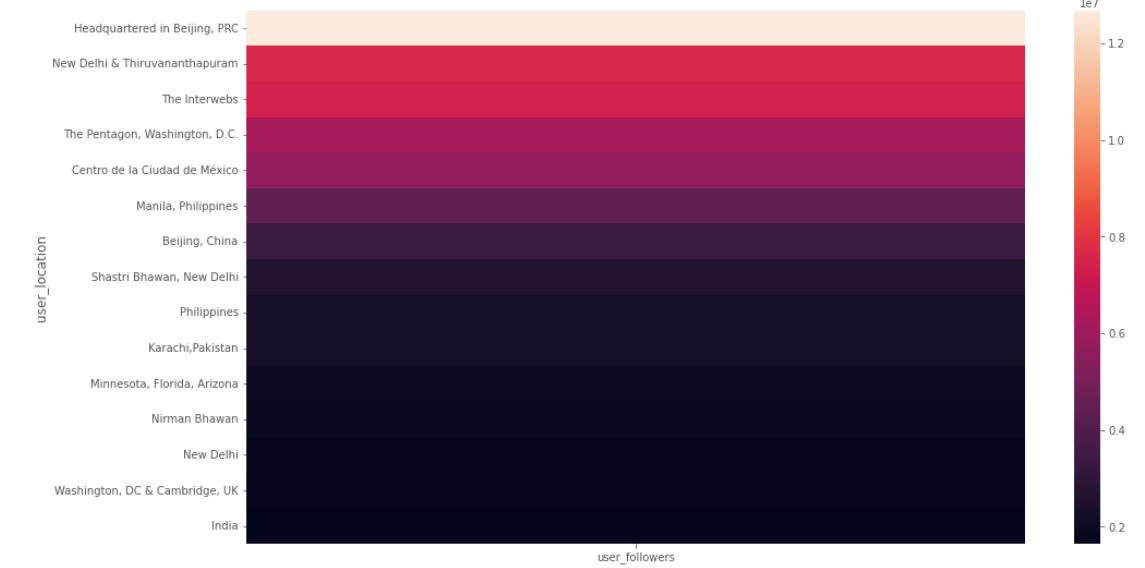 1e7
Headquartered in Beijing, PRC
New Delhi & Thiruvananthapuram
The Interwebs
The Pentagon, Washington, D.C.
Centro de la Ciudad de México
Manila, Philippines
Beijing, China
Shastri Bhawan, New Delhi
Philippines
Karachi,Pakistan
Minnesota, Florida, Arizona
Nirman Bhawan
New Delhi
Washington, DC & Cambridge, UK
India
user_location
user_followers
1.2
1.0
0.8
0.6
0.4
0.2